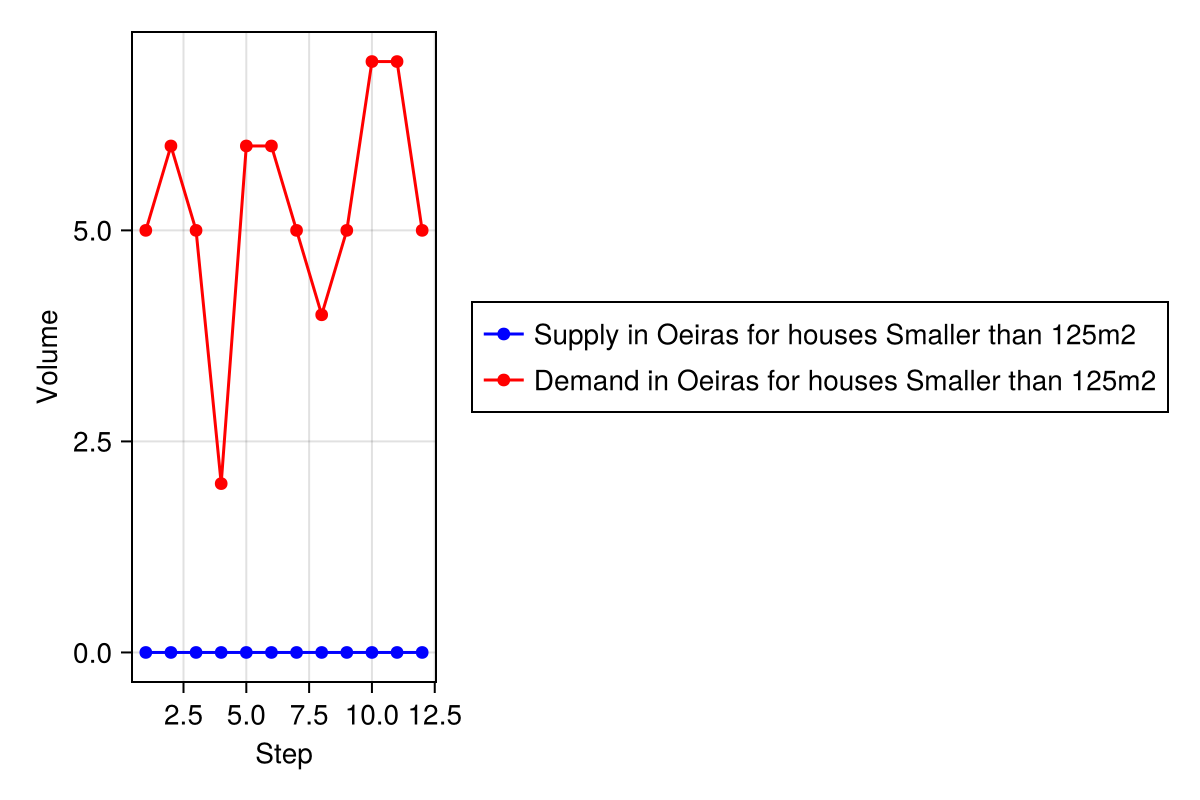 Volume
5.0
2.5
0.0
2.5 5.0 7.5 10.0 12.5
Step
Supply in Oeiras for houses Smaller than 125m2
Demand in Oeiras for houses Smaller than 125m2